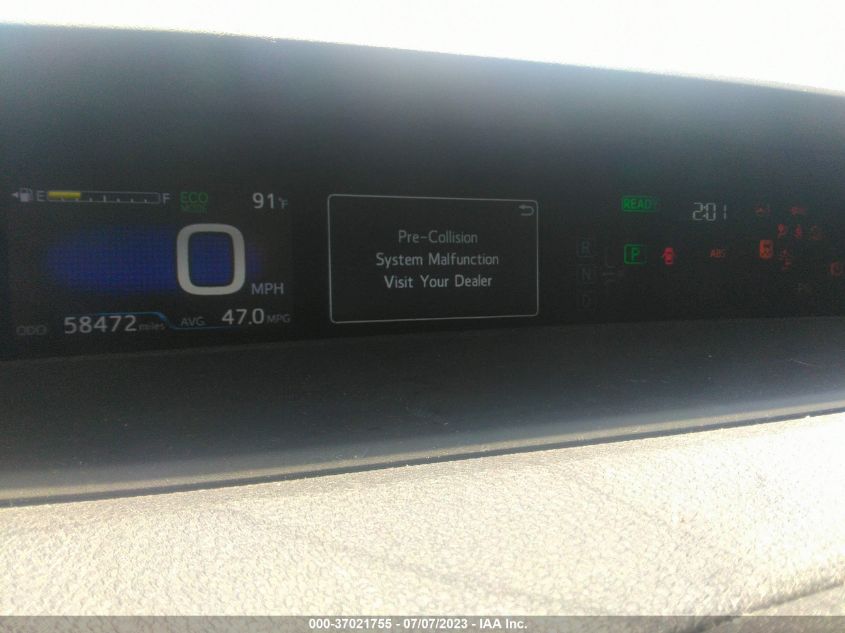 E F ECO MODE 91°F
READY 2:01
Pre-Collision
System Malfunction
Visit Your Dealer
0 MPH
R
N
P ABS
ODO 58472 miles AVG. 47.0 MPG
000-37021755 - 07/07/2023 - IAA Inc.